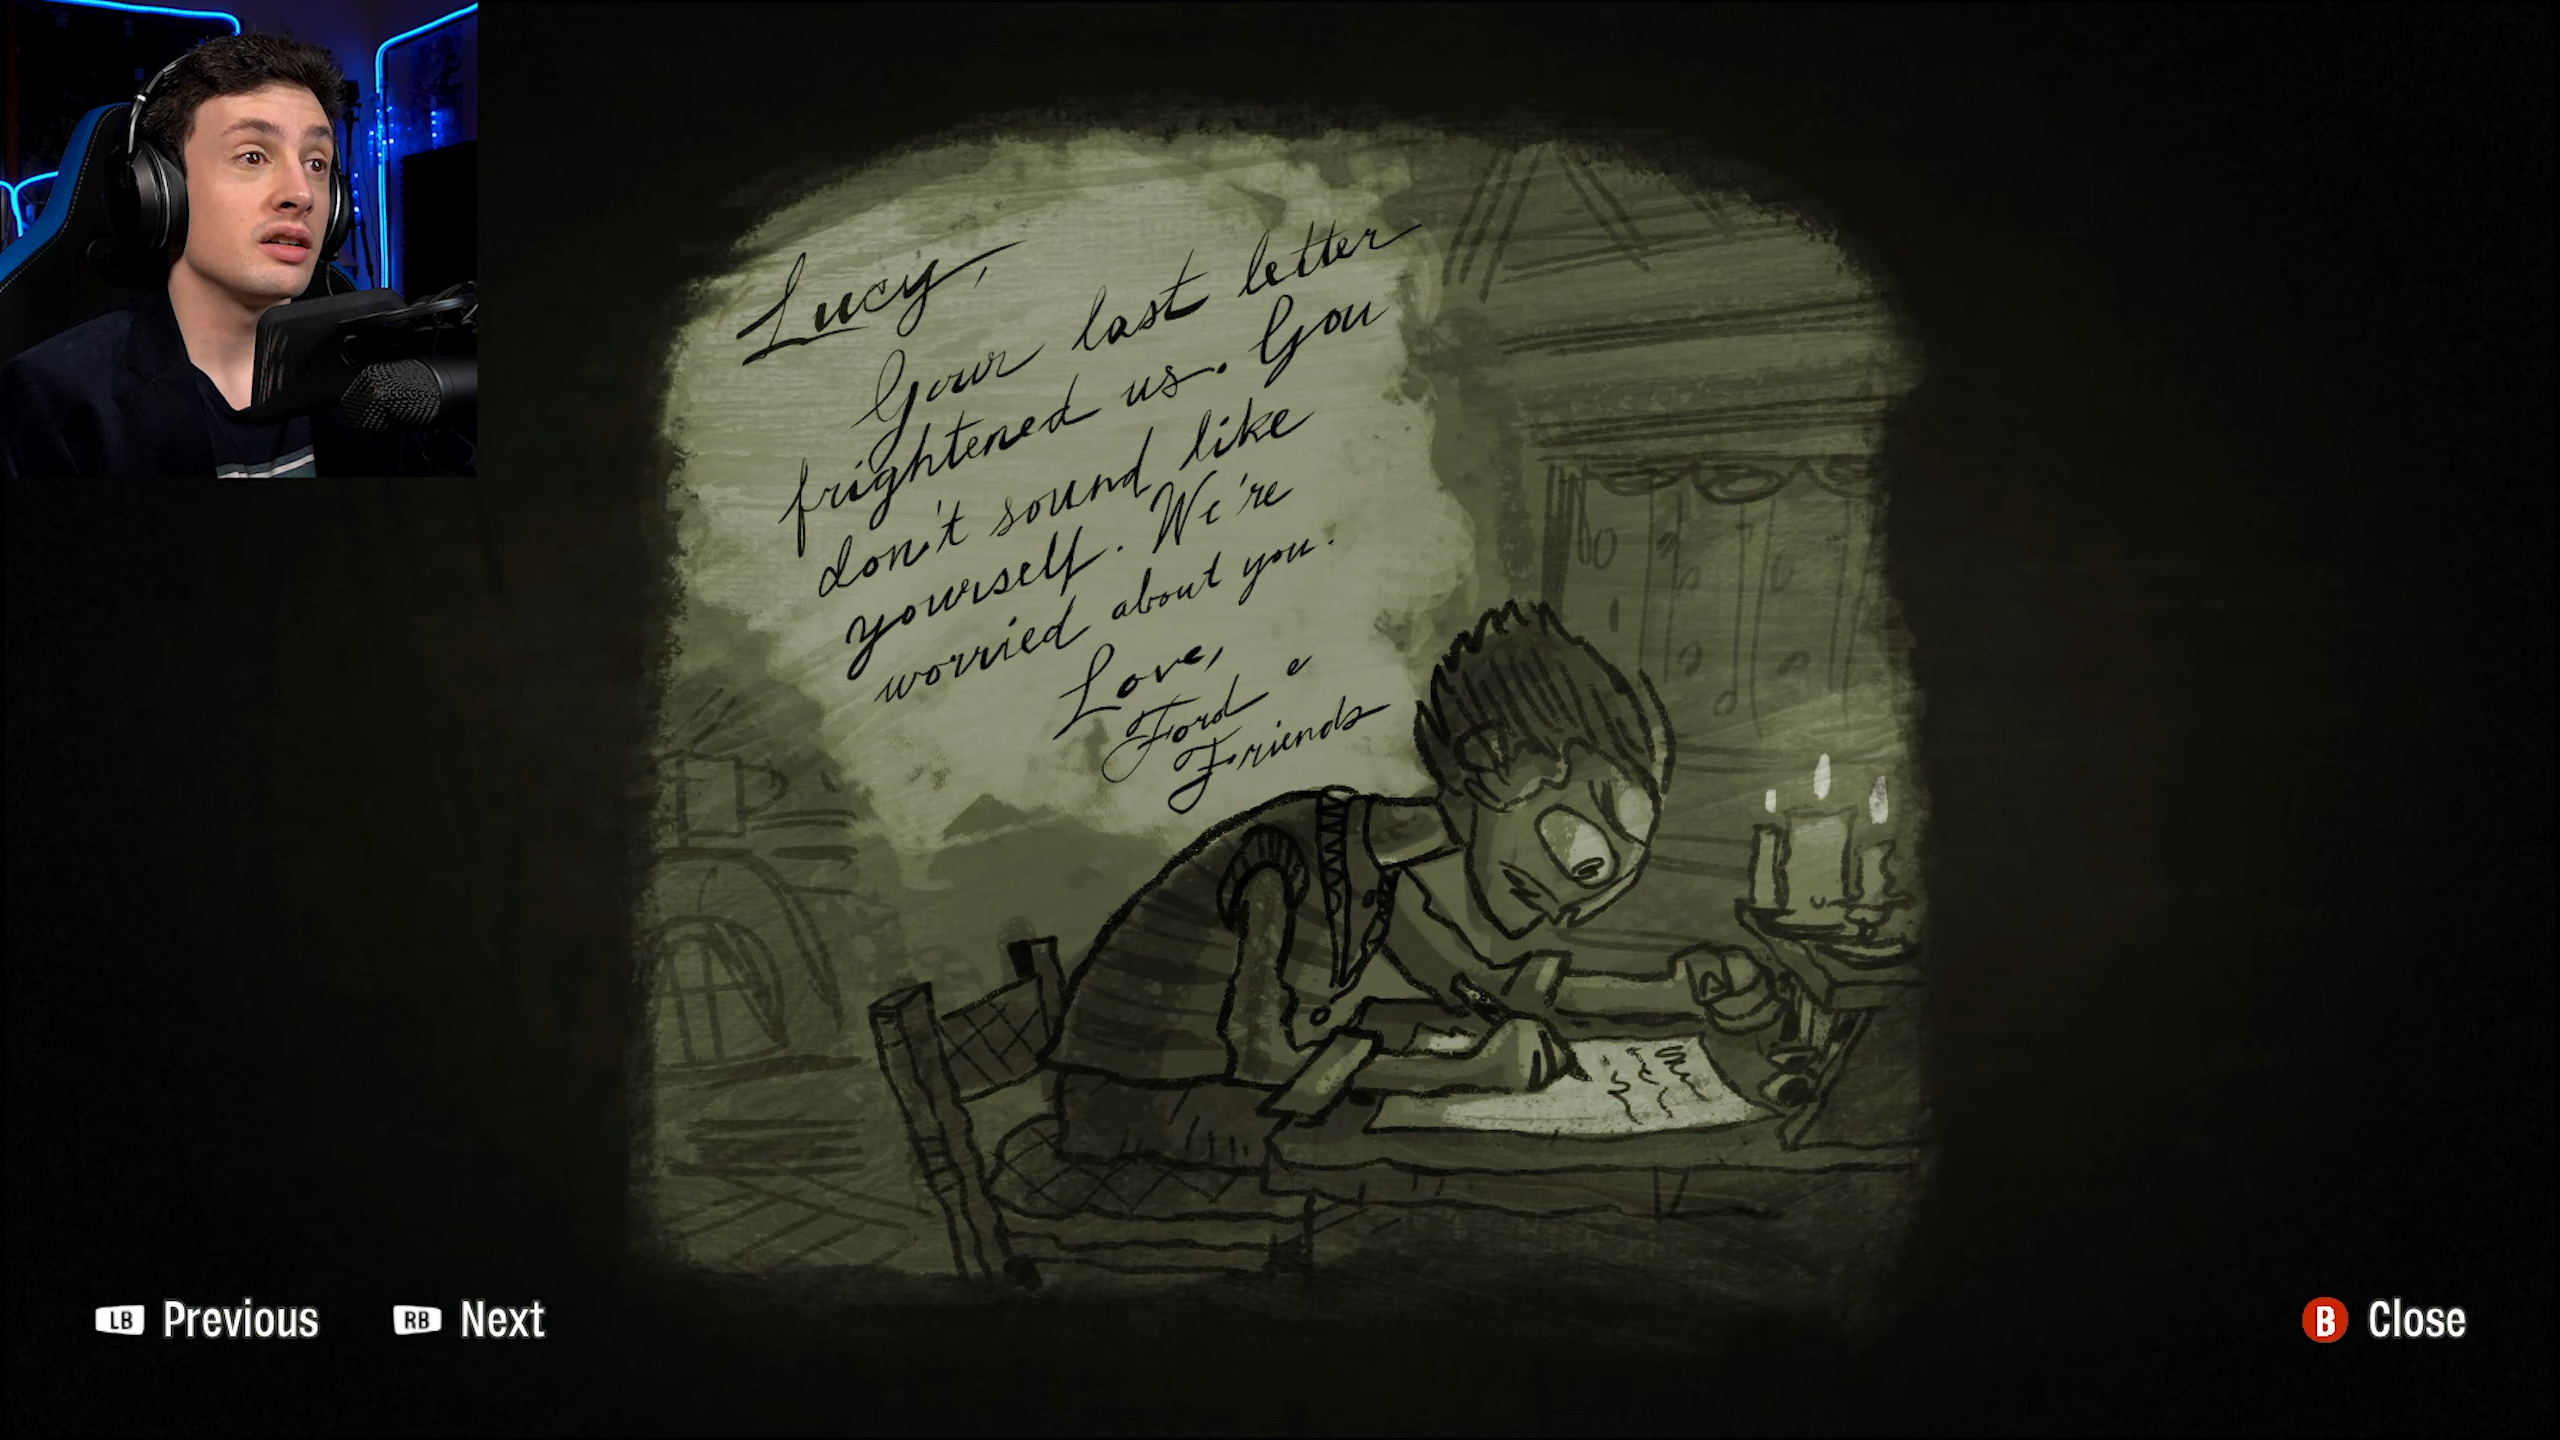 Lucy,
Your last letter
frightened us. You
don't sound like
yourself. We're
worried about you.
Love,
Ford e
Friends
LB Previous RB Next B Close